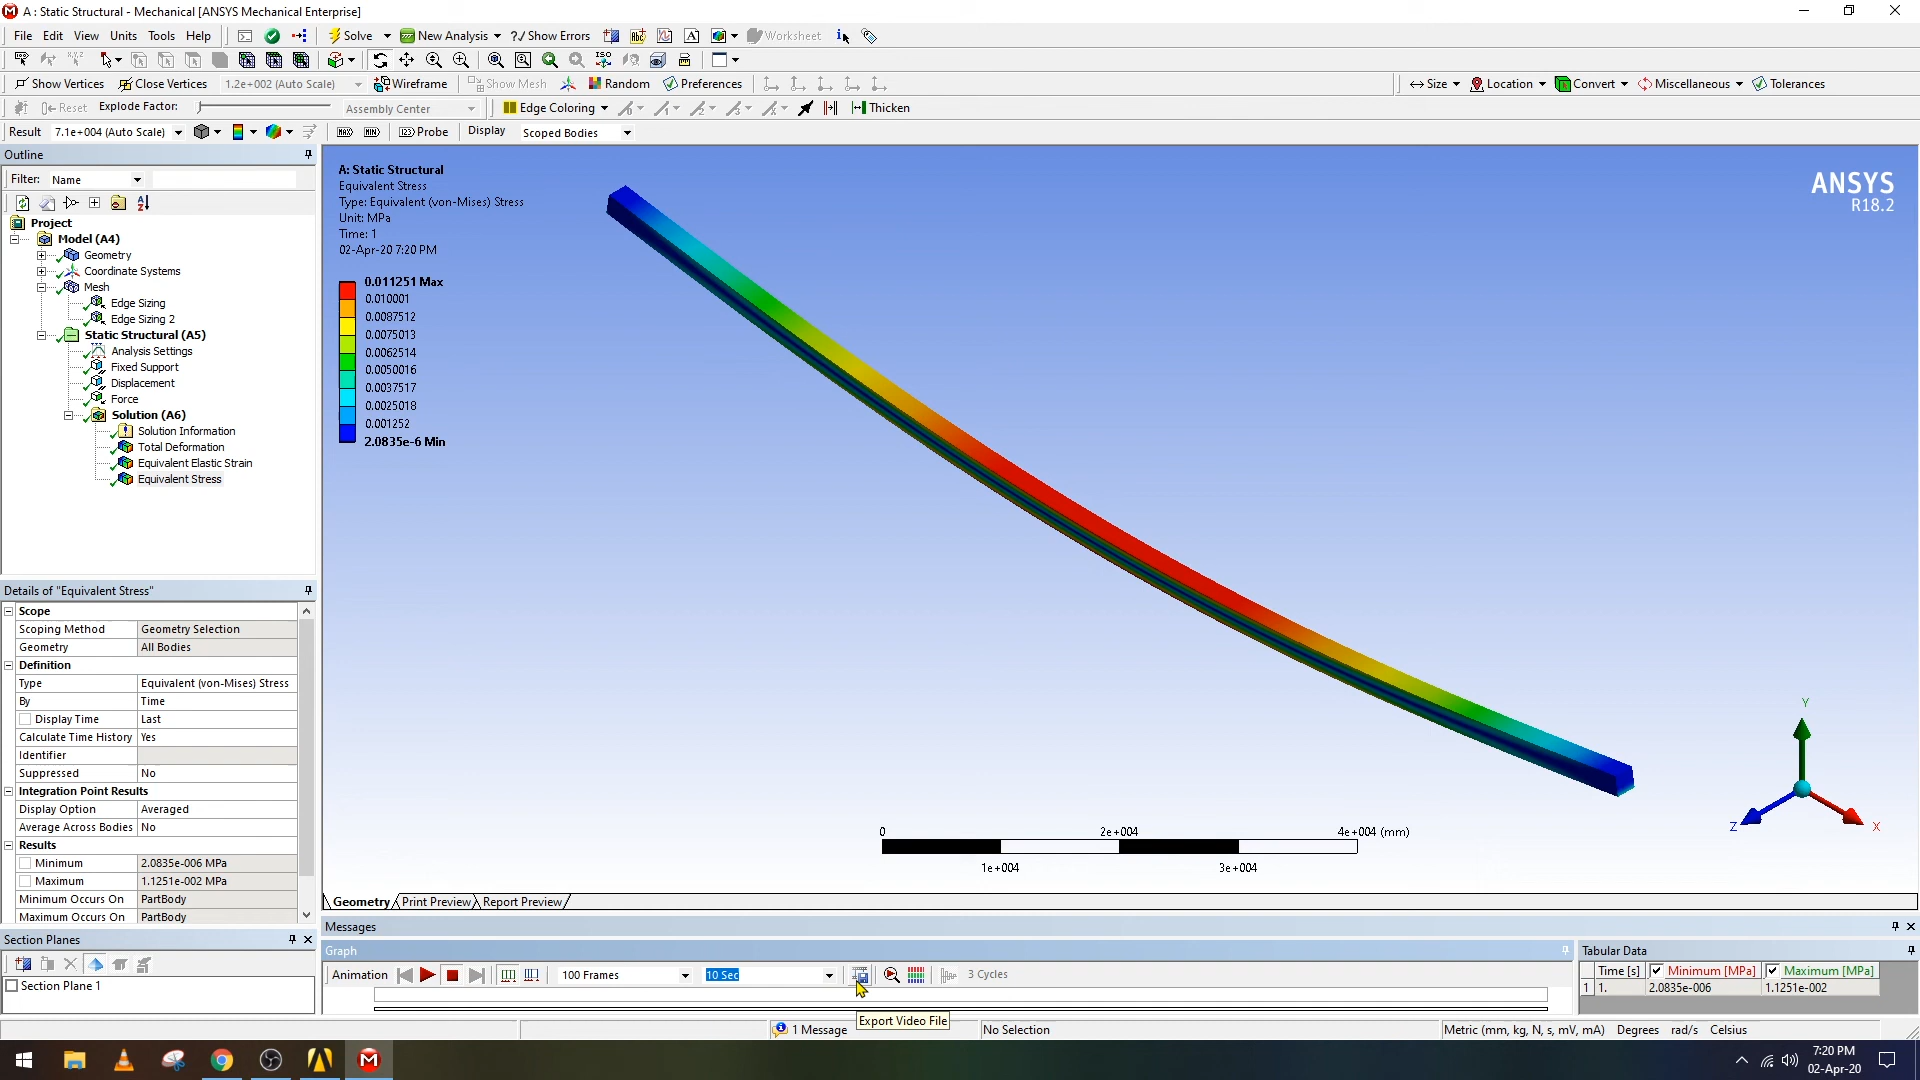 A : Static Structural - Mechanical [ANSYS Mechanical Enterprise]
File Edit View Units Tools Help Solve New Analysis ?/Show Errors Worksheet
Show Vertices Close Vertices 1.2e+002 (Auto Scale) Wireframe Show Mesh Random Preferences Size Location Convert Miscellaneous Tolerances
Reset Explode Factor: Assembly Center Edge Coloring Thicken
Result 7.1e+004 (Auto Scale) MAX MIN Probe Display Scoped Bodies
Outline
Filter: Name
Project
Model (A4)
Geometry
Coordinate Systems
Mesh
Edge Sizing
Edge Sizing 2
Static Structural (A5)
Analysis Settings
Fixed Support
Displacement
Force
Solution (A6)
Solution Information
Total Deformation
Equivalent Elastic Strain
Equivalent Stress
Details of "Equivalent Stress"
Scope
Scoping Method Geometry Selection
Geometry All Bodies
Definition
Type Equivalent (von-Mises) Stress
By Time
Display Time Last
Calculate Time History Yes
Identifier
Suppressed No
Integration Point Results
Display Option Averaged
Average Across Bodies No
Results
Minimum 2.0835e-006 MPa
Maximum 1.1251e-002 MPa
Minimum Occurs On PartBody
Maximum Occurs On PartBody
Section Planes
Section Plane 1
A: Static Structural
Equivalent Stress
Type: Equivalent (von-Mises) Stress
Unit: MPa
Time: 1
02-Apr-20 7:20 PM
0.011251 Max
0.010001
0.0087512
0.0075013
0.0062514
0.0050016
0.0037517
0.0025018
0.001252
2.0835e-6 Min
ANSYS
R18.2
Y
Z
X
0 2e+004 4e+004 (mm)
1e+004 3e+004
Geometry Print Preview Report Preview
Messages
Graph
Animation 100 Frames 10 Sec 3 Cycles
Export Video File
Tabular Data
Time [s] Minimum [MPa] Maximum [MPa]
1 1. 2.0835e-006 1.1251e-002
1 Message No Selection Metric (mm, kg, N, s, mV, mA) Degrees rad/s Celsius
7:20 PM
02-Apr-20